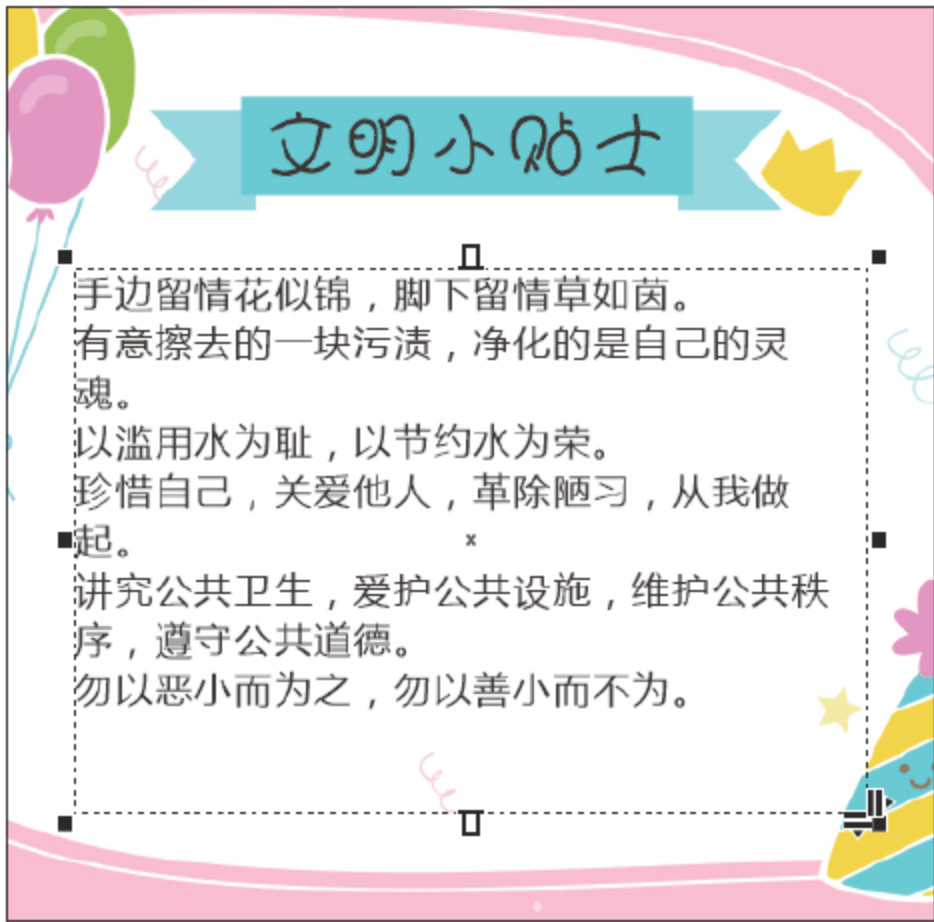 文明小贴士
手边留情花似锦，脚下留情草如茵。
有意擦去的一块污渍，净化的是自己的灵
魂。
以滥用水为耻，以节约水为荣。
珍惜自己，关爱他人，革除陋习，从我做
起。
讲究公共卫生，爱护公共设施，维护公共秩
序，遵守公共道德。
勿以恶小而为之，勿以善小而不为。